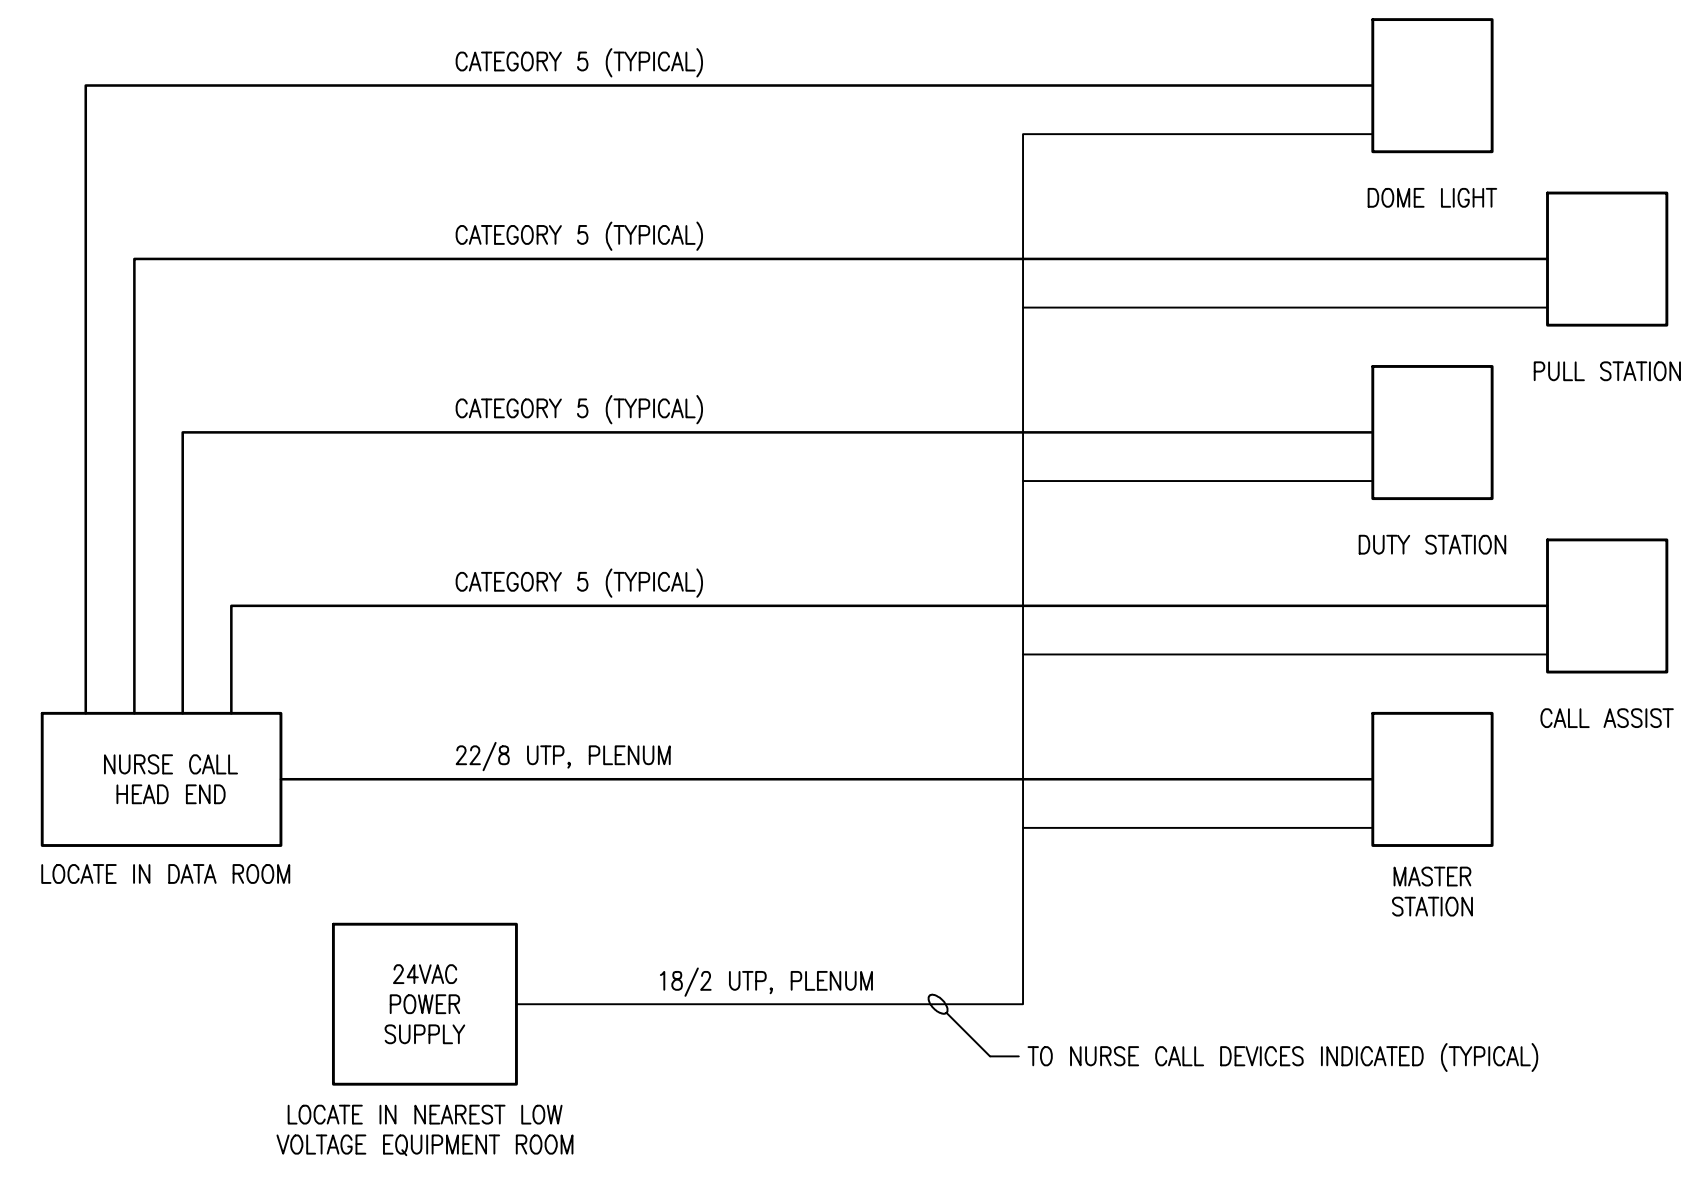 CATEGORY 5 (TYPICAL)
DOME LIGHT
CATEGORY 5 (TYPICAL)
PULL STATION
CATEGORY 5 (TYPICAL)
DUTY STATION
CATEGORY 5 (TYPICAL)
CALL ASSIST
NURSE CALL
HEAD END
LOCATE IN DATA ROOM
22/8 UTP, PLENUM
MASTER
STATION
24VAC
POWER
SUPPLY
LOCATE IN NEAREST LOW
VOLTAGE EQUIPMENT ROOM
18/2 UTP, PLENUM
TO NURSE CALL DEVICES INDICATED (TYPICAL)